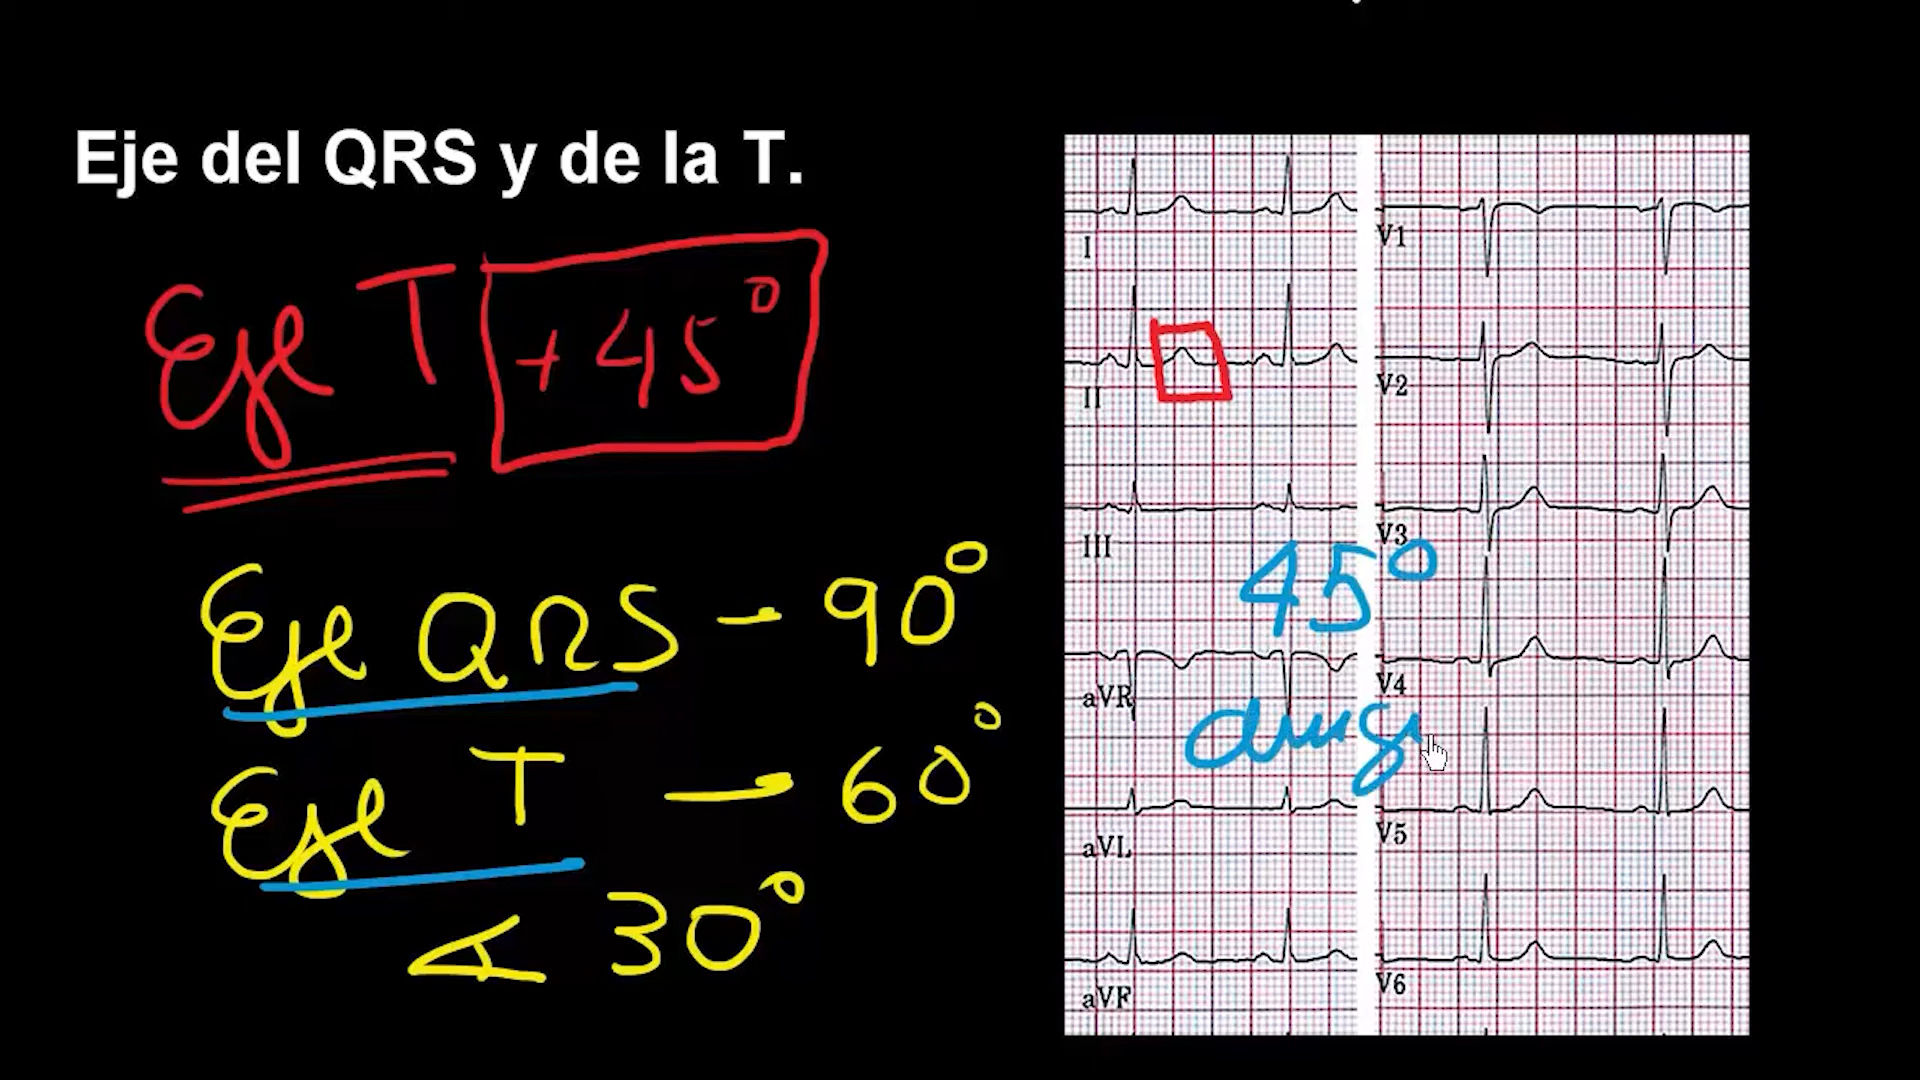 Eje del QRS y de la T.
Eje T +45°
Eje QRS - 90°
Eje T - 60°
∡ 30°
I
II
III
aVR
aVL
aVF
V1
V2
V3
V4
V5
V6
45°